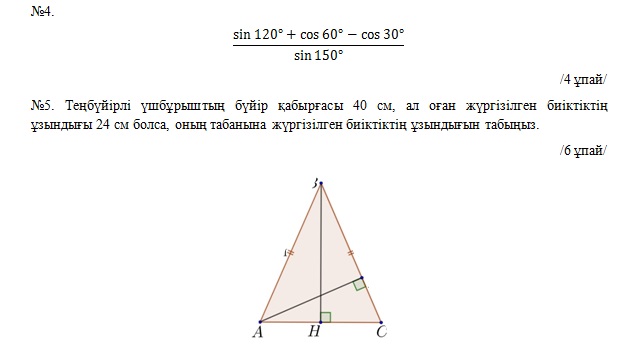 №4.
sin 120° + cos 60° − cos 30°
sin 150°
/4 ұпай/
№5. Теңбүйірлі үшбұрыштың бүйір қабырғасы 40 см, ал оған жүргізілген биіктіктің
ұзындығы 24 см болса, оның табанына жүргізілген биіктіктің ұзындығын табыңыз.
/6 ұпай/
A
H
C